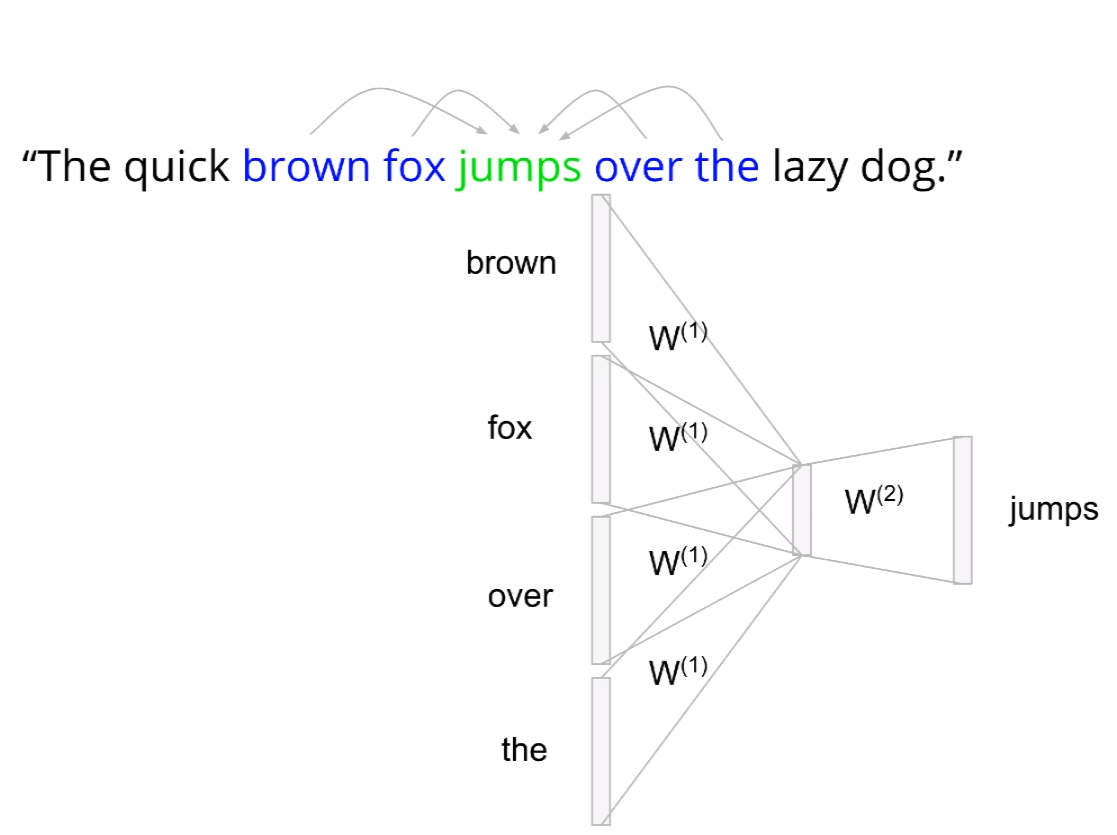 “The quick brown fox jumps over the lazy dog.”
brown
W(1)
fox
W(1)
W(2)
jumps
over
W(1)
W(1)
the